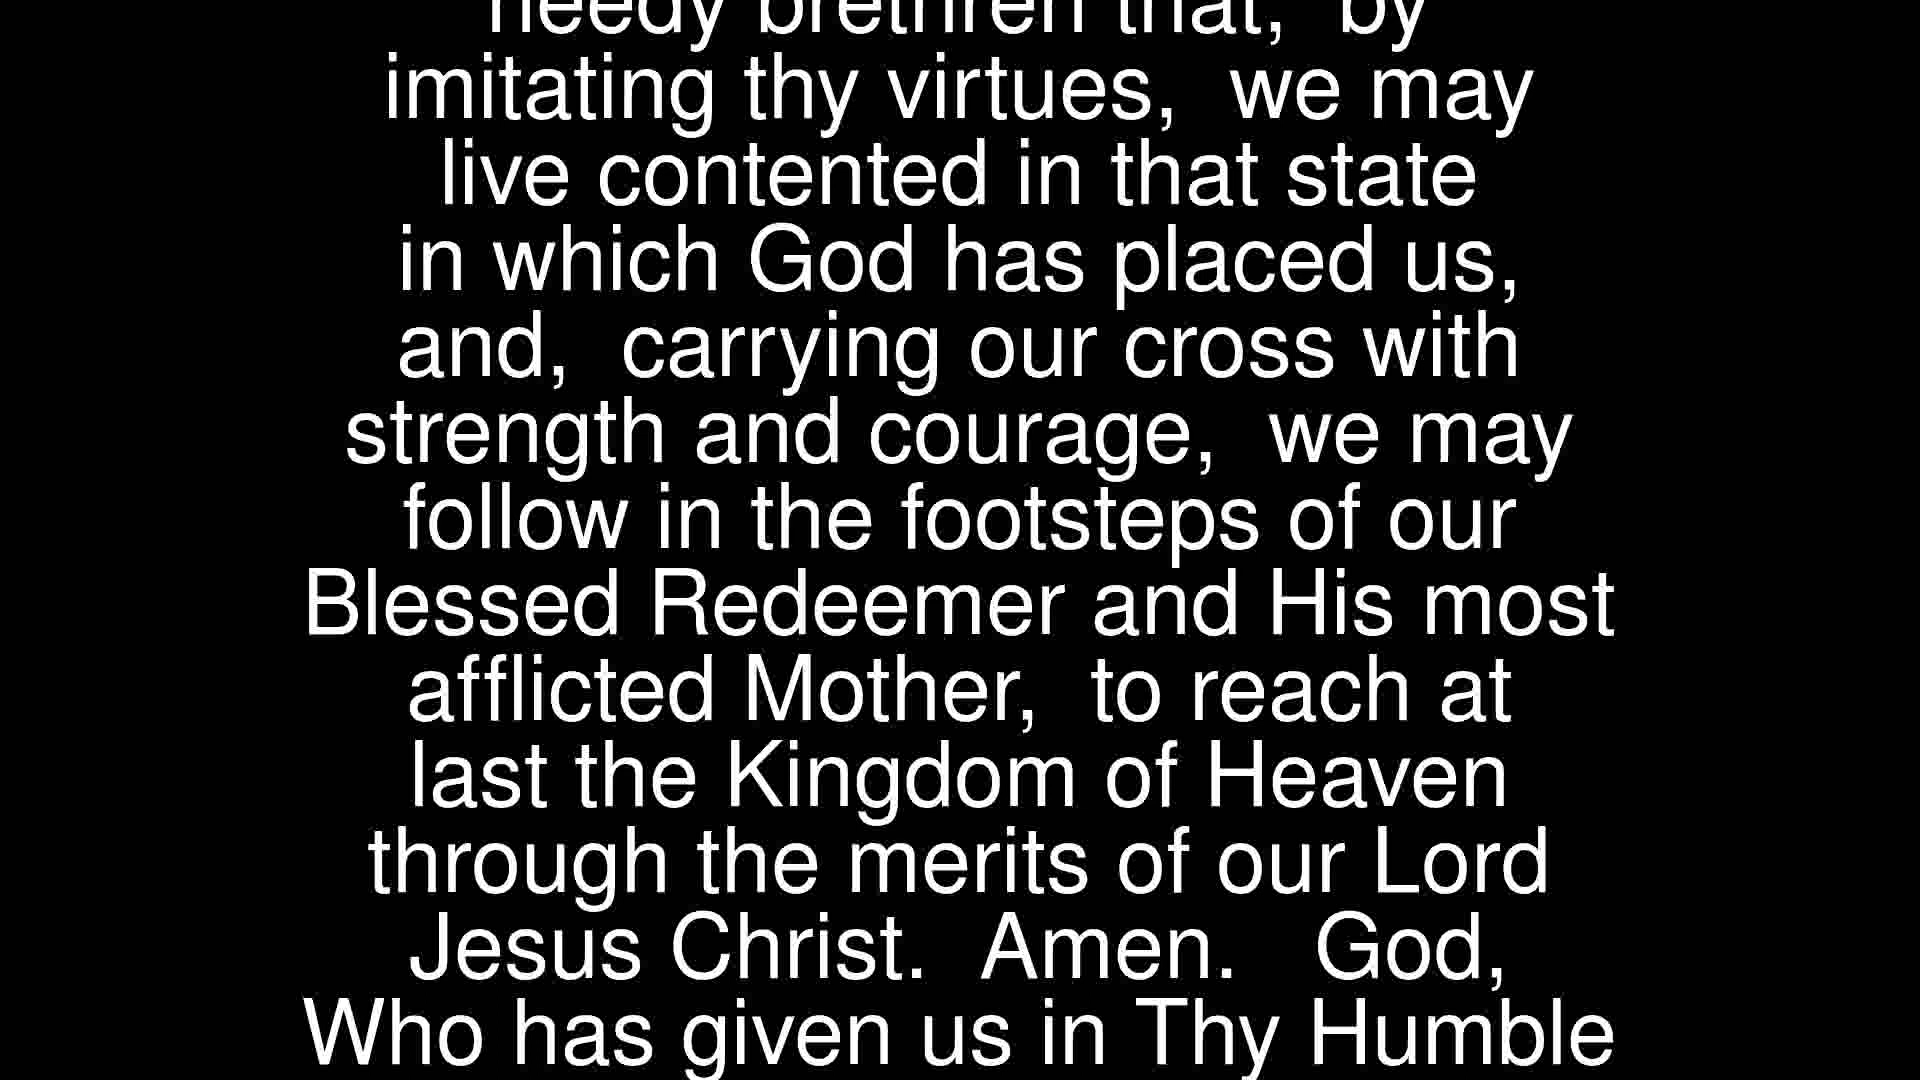 needy brethren that, by
imitating thy virtues, we may
live contented in that state
in which God has placed us,
and, carrying our cross with
strength and courage, we may
follow in the footsteps of our
Blessed Redeemer and His most
afflicted Mother, to reach at
last the Kingdom of Heaven
through the merits of our Lord
Jesus Christ. Amen. God,
Who has given us in Thy Humble